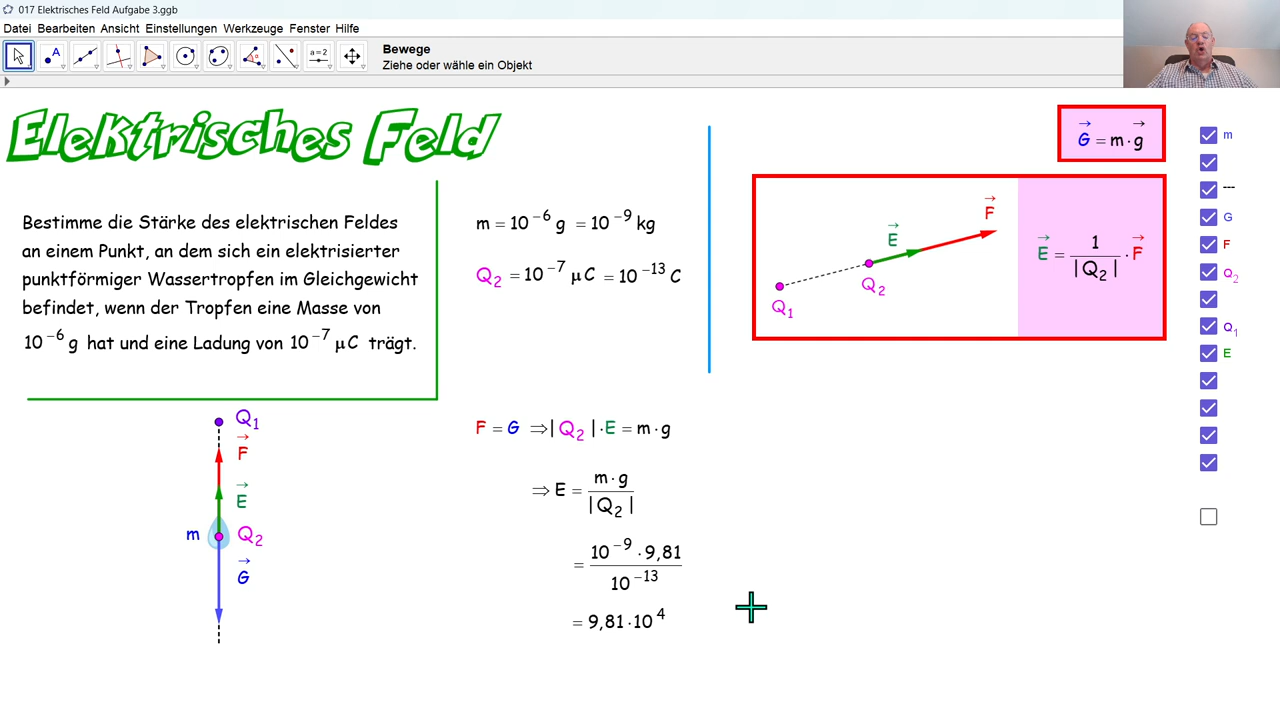 017 Elektrisches Feld Aufgabe 3.ggb
Datei Bearbeiten Ansicht Einstellungen Werkzeuge Fenster Hilfe
A
a=2
Bewege
Ziehe oder wähle ein Objekt
Elektrisches Feld
Bestimme die Stärke des elektrischen Feldes
an einem Punkt, an dem sich ein elektrisierter
punktförmiger Wassertropfen im Gleichgewicht
befindet, wenn der Tropfen eine Masse von
10⁻⁶ g hat und eine Ladung von 10⁻⁷ μC trägt.
Q₁
F⃗
E⃗
m Q₂
G⃗
m = 10⁻⁶ g = 10⁻⁹ kg
Q₂ = 10⁻⁷ μC = 10⁻¹³ C
F = G ⇒ |Q₂| · E = m · g
⇒ E = m · g / |Q₂|
= 10⁻⁹ · 9,81 / 10⁻¹³
= 9,81 · 10⁴
G⃗ = m · g⃗
F⃗
E⃗
Q₂
Q₁
E⃗ = 1 / |Q₂| · F⃗
m
---
G
F
Q₂
Q₁
E